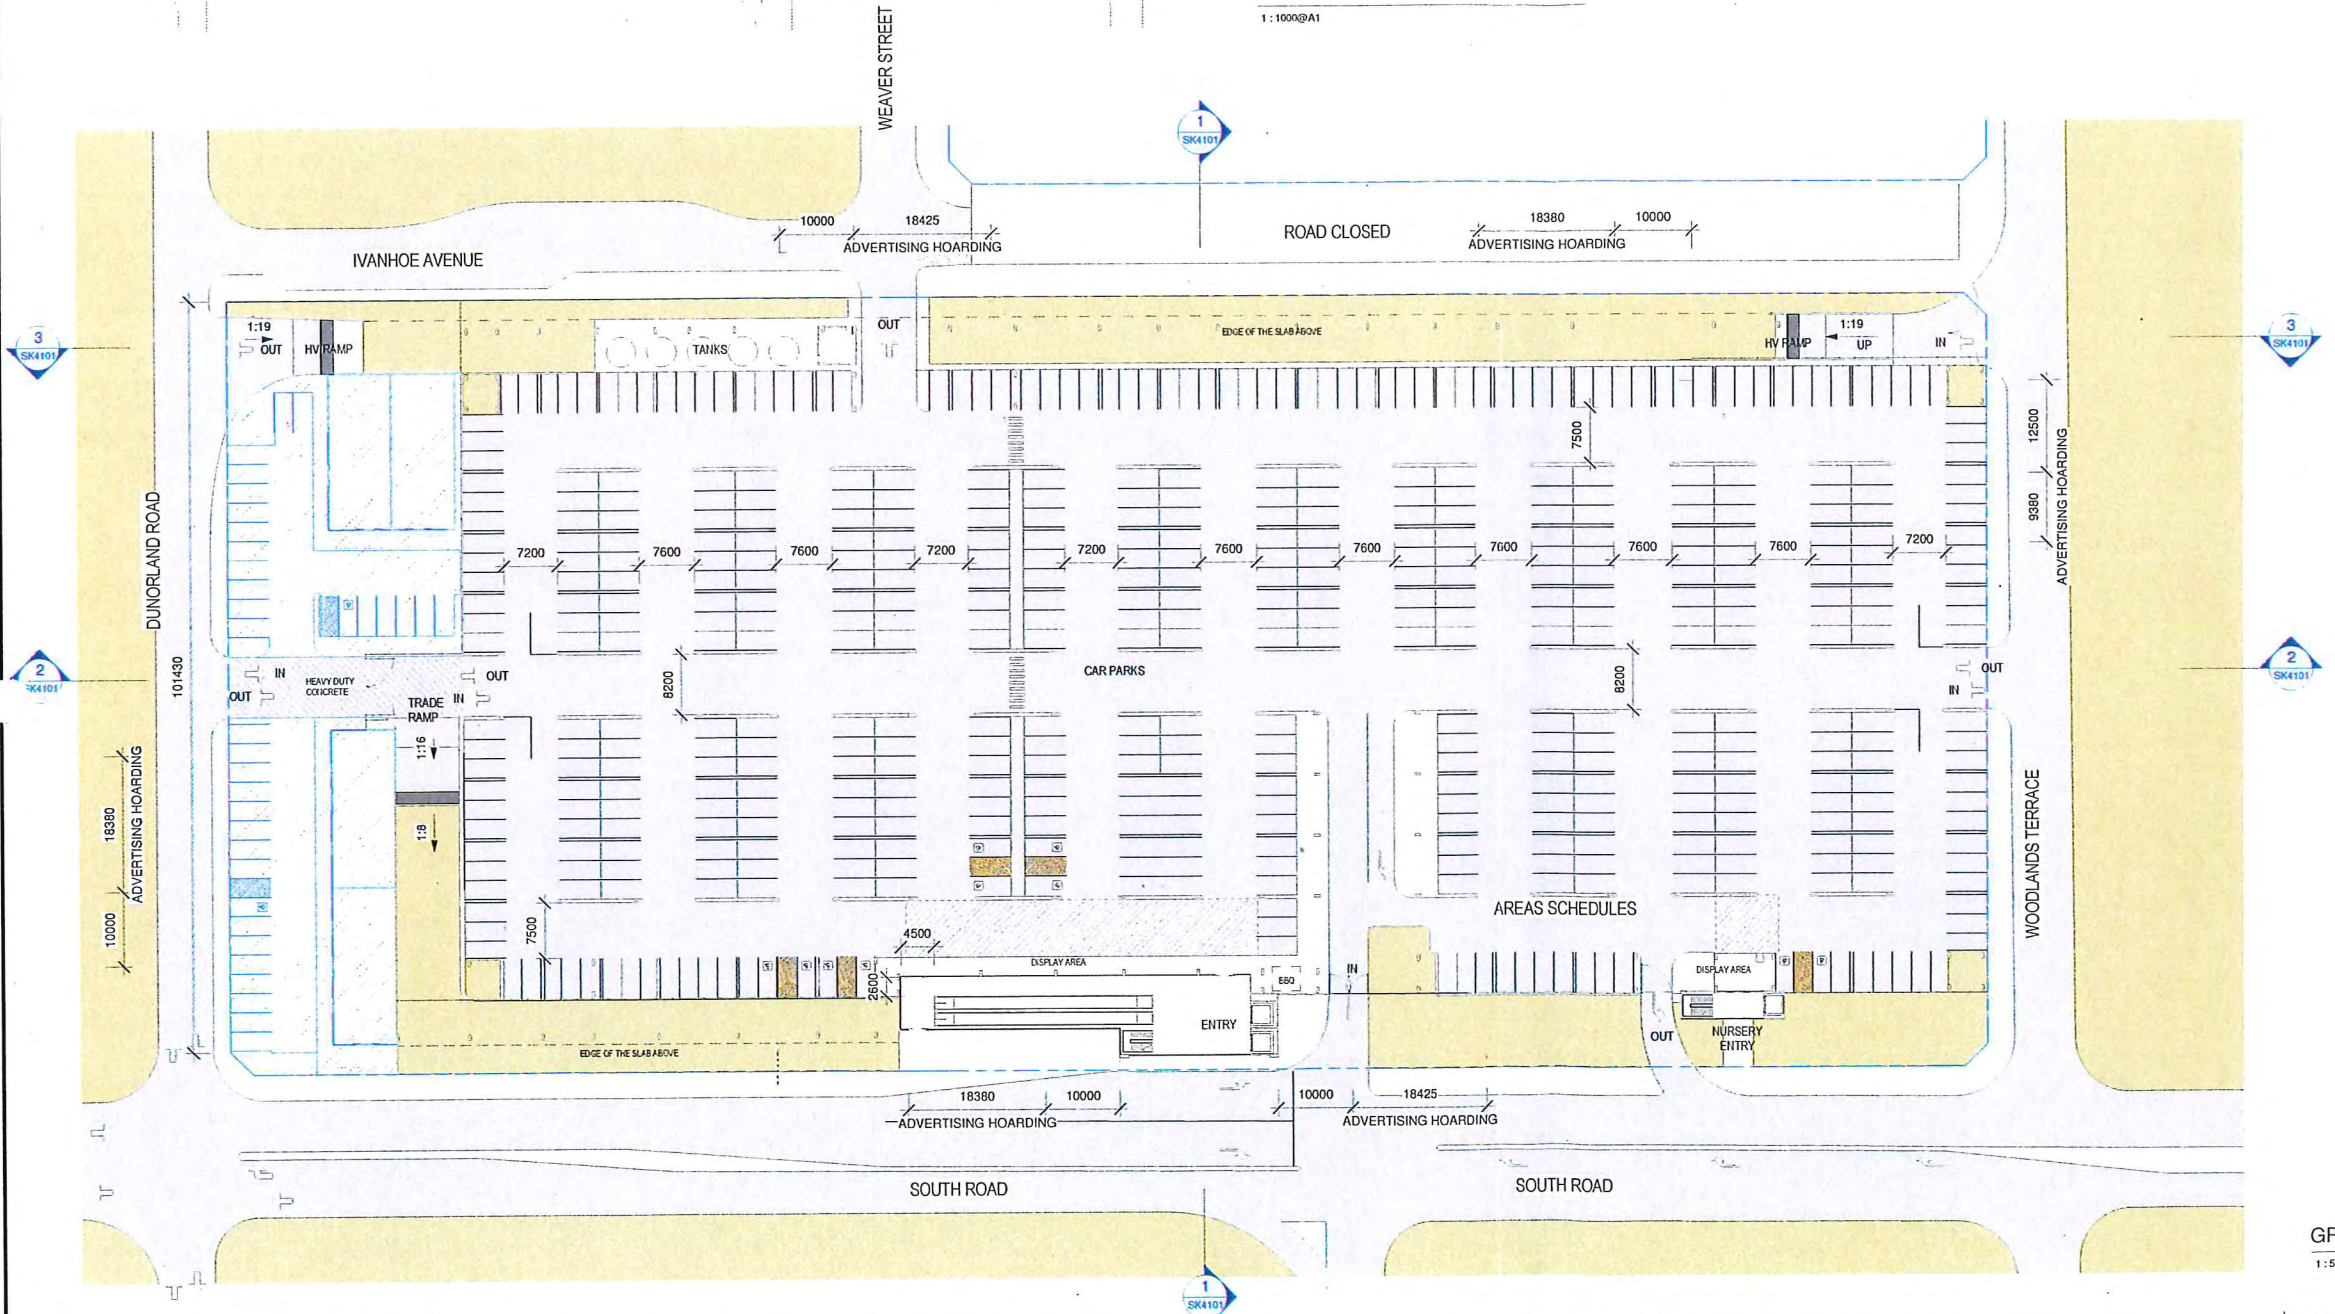 1 : 1000@A1
WEAVER STREET
1
SK4101
10000
18425
ADVERTISING HOARDING
ROAD CLOSED
18380
10000
ADVERTISING HOARDING
IVANHOE AVENUE
1:19
OUT
HV RAMP
TANKS
OUT
EDGE OF THE SLAB ABOVE
HV RAMP
1:19
UP
IN
3
SK4101
3
SK4101
7500
12500
9380
ADVERTISING HOARDING
DUNORLAND ROAD
7200
7600
7600
7200
7200
7600
7600
7600
7600
7600
7200
101430
2
SK4101
IN
OUT
HEAVY DUTY
CONCRETE
OUT
IN
TRADE
RAMP
1:16
1:8
8200
CAR PARKS
8200
OUT
IN
2
SK4101
18380
10000
ADVERTISING HOARDING
WOODLANDS TERRACE
AREAS SCHEDULES
7500
4500
2600
DISPLAY AREA
BBQ
IN
DISPLAY AREA
ENTRY
OUT
NURSERY
ENTRY
EDGE OF THE SLAB ABOVE
18380
10000
ADVERTISING HOARDING
10000
18425
ADVERTISING HOARDING
SOUTH ROAD
SOUTH ROAD
1
SK4101
GF
1:5